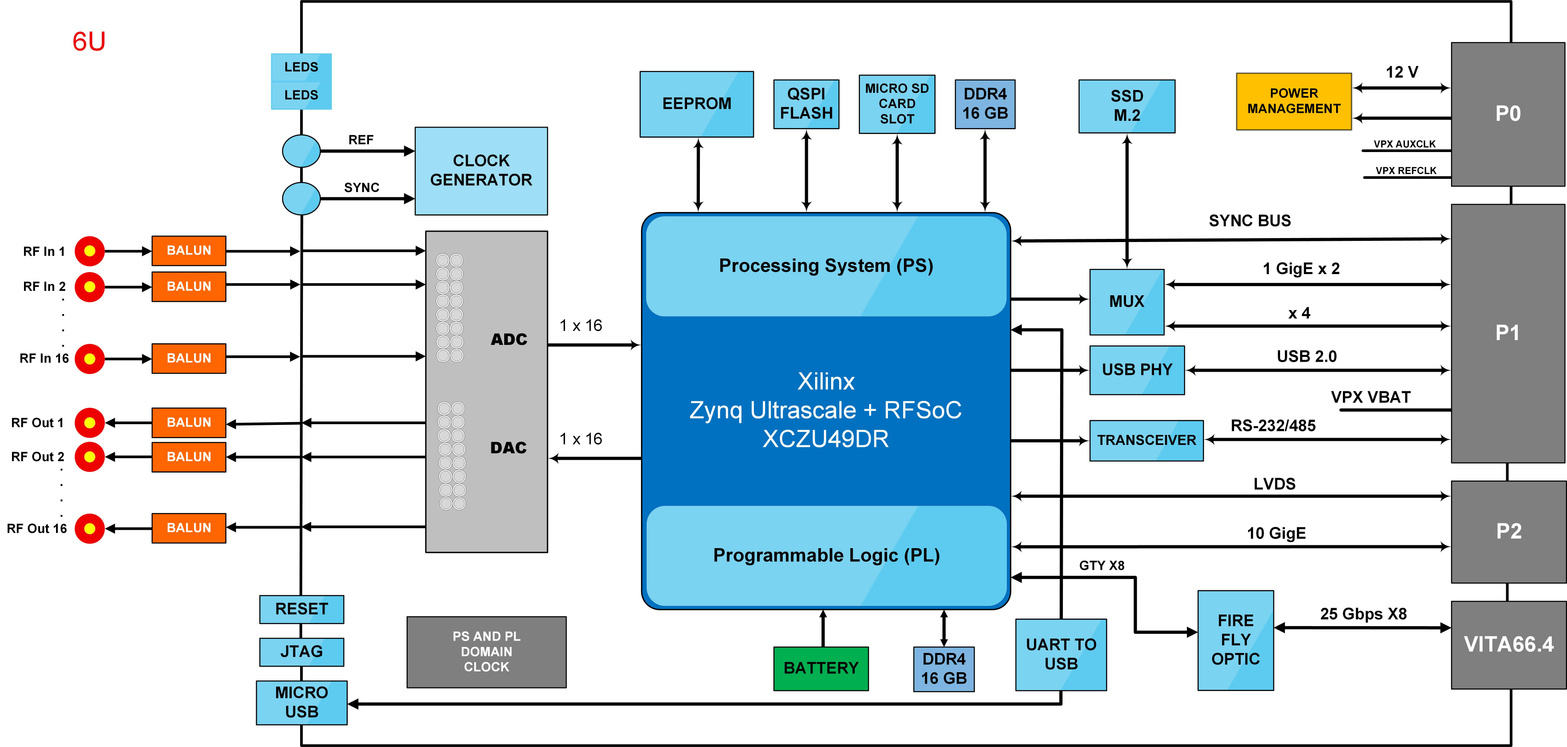 6U
LEDS
LEDS
REF
SYNC
CLOCK
GENERATOR
EEPROM
QSPI
FLASH
MICRO SD
CARD
SLOT
DDR4
16 GB
SSD
M.2
POWER
MANAGEMENT
12 V
VPX AUXCLK
VPX REFCLK
P0
RF In 1
BALUN
RF In 2
BALUN
RF In 16
BALUN
RF Out 1
BALUN
RF Out 2
BALUN
RF Out 16
BALUN
ADC
DAC
1 x 16
1 x 16
Processing System (PS)
Xilinx
Zynq Ultrascale + RFSoC
XCZU49DR
Programmable Logic (PL)
SYNC BUS
MUX
1 GigE x 2
x 4
USB PHY
USB 2.0
VPX VBAT
TRANSCEIVER
RS-232/485
P1
LVDS
10 GigE
P2
GTY X8
FIRE
FLY
OPTIC
25 Gbps X8
VITA66.4
RESET
JTAG
MICRO
USB
PS AND PL
DOMAIN
CLOCK
BATTERY
DDR4
16 GB
UART TO
USB